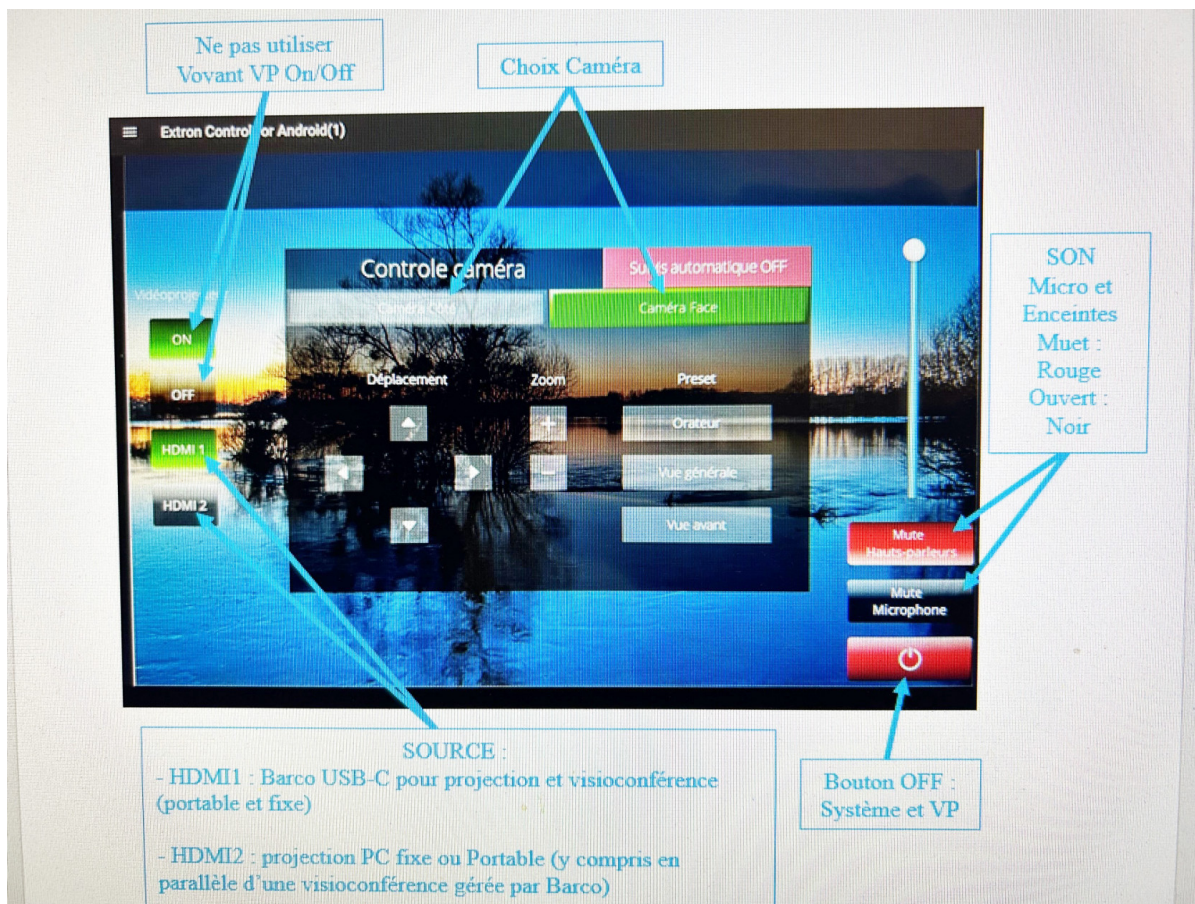 Ne pas utiliser
Voyant VP On/Off
Choix Caméra
Extron Control for Android(1)
Controle caméra
Suivis automatique OFF
Vidéoprojecteur
Caméra Côté
Caméra Face
ON
OFF
HDMI 1
HDMI 2
Déplacement
Zoom
Preset
+
-
Orateur
Vue générale
Vue avant
SON
Micro et
Enceintes
Muet :
Rouge
Ouvert :
Noir
Mute
Hauts-parleurs
Mute
Microphone
SOURCE :
- HDMI1 : Barco USB-C pour projection et visioconférence
(portable et fixe)
- HDMI2 : projection PC fixe ou Portable (y compris en
parallèle d'une visioconférence gérée par Barco)
Bouton OFF :
Système et VP